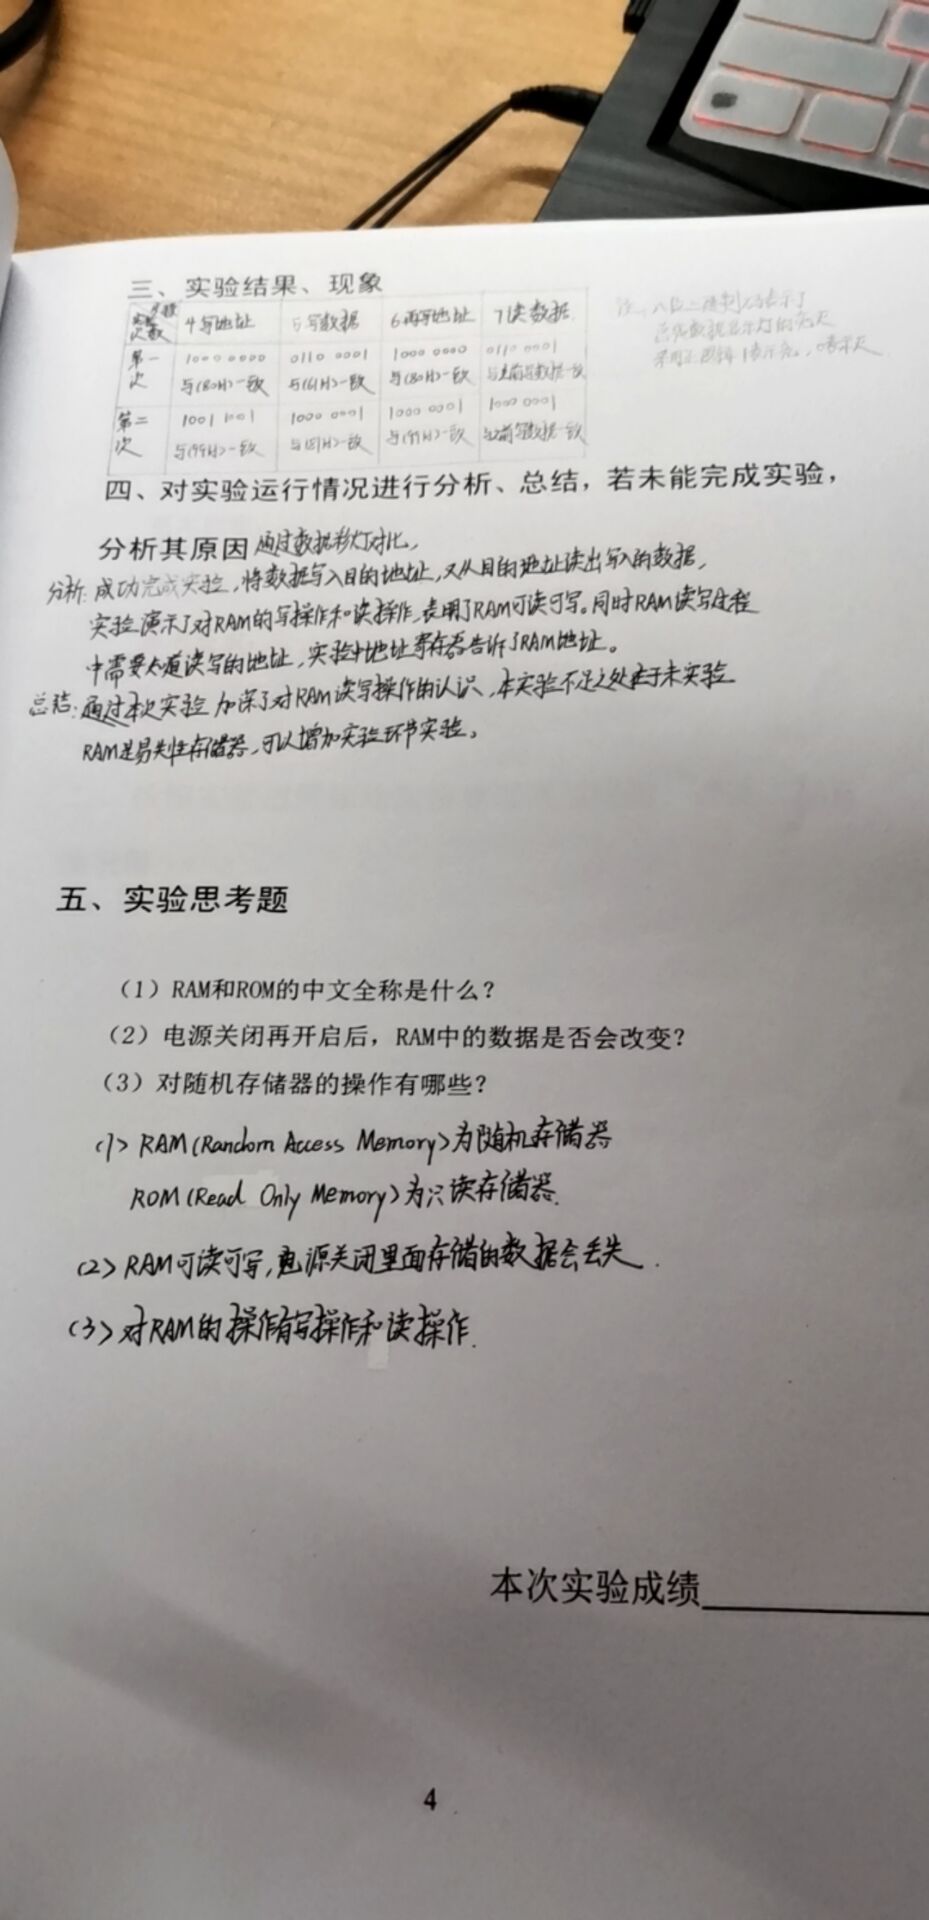 三、实验结果、现象
实验次数 步骤 4写地址 5写数据 6再写地址 7读数据
第一次 1000 0000 0110 0001 1000 0000 0110 0001
与(80H)一致 与(61H)一致 与(80H)一致 与之前写数据一致
第二次 1001 1001 1000 0001 1000 0001
与(99H)一致 与(81H)一致 一致 与之前写数据一致
注:八位二进制
总线数据显示灯的亮灭
1表示亮,0表示灭
四、对实验运行情况进行分析、总结,若未能完成实验,
分析其原因 通过数据彩灯对比,
分析:成功完成实验,将数据写入目的地址,又从目的地址读出写入的数据,
实验演示了对RAM的写操作和读操作,表明了RAM可读可写。同时RAM读写过程
中需要知道读写的地址,实验中地址寄存器告诉了RAM地址。
总结:通过本次实验加深了对RAM读写操作的认识,本实验不足之处在于未实验
RAM是易失性存储器,可以增加实验环节实验。
五、实验思考题
(1)RAM和ROM的中文全称是什么?
(2)电源关闭再开启后,RAM中的数据是否会改变?
(3)对随机存储器的操作有哪些?
(1) RAM(Random Access Memory)为随机存储器
ROM(Read Only Memory)为只读存储器.
(2) RAM可读可写,电源关闭里面存储的数据会丢失.
(3) 对RAM的操作有写操作和读操作.
本次实验成绩
4